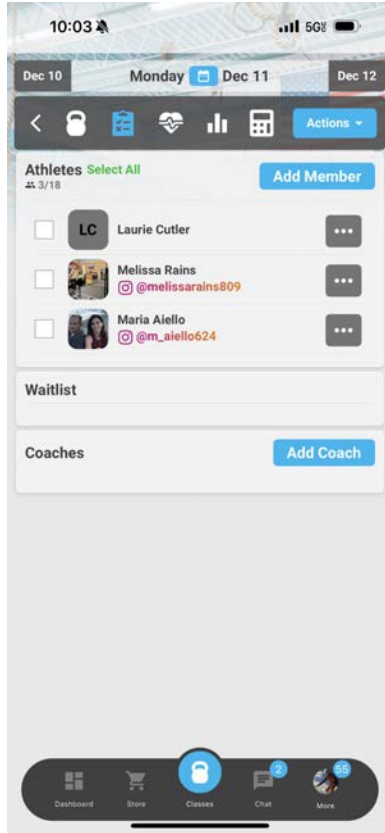 10:03
5G
Dec 10
Monday
Dec 11
Dec 12
Actions
Athletes Select All
3/18
Add Member
LC
Laurie Cutler
Melissa Rains
@melissarains809
Maria Aiello
@m_aiello624
Waitlist
Coaches
Add Coach
2
55
Dashboard
Store
Classes
Chat
More